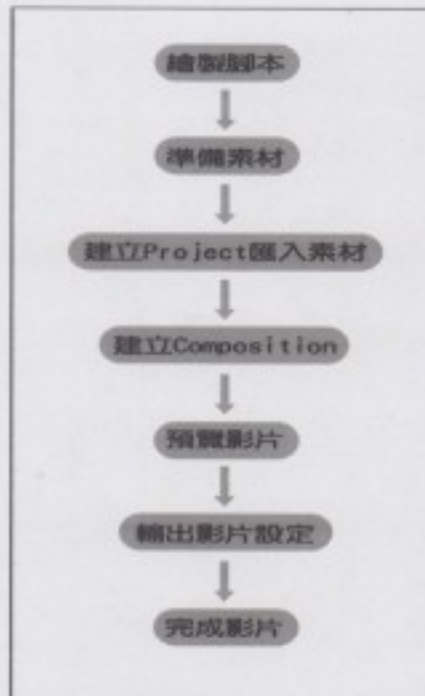 繪製腳本
準備素材
建立Project匯入素材
建立Composition
預覽影片
輸出影片設定
完成影片